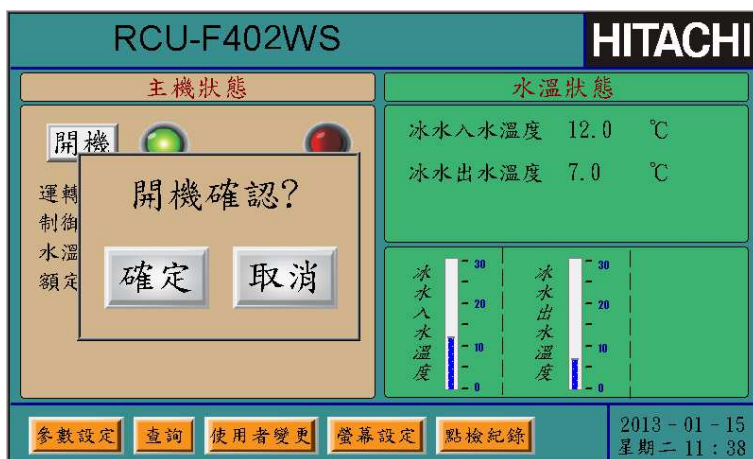 RCU-F402WS
HITACHI
主機狀態
水溫狀態
開機
運轉
制御
水溫
額定
開機確認?
確定
取消
冰水入水溫度 12.0 ℃
冰水出水溫度 7.0 ℃
冰水入水溫度
30
20
10
0
冰水出水溫度
30
20
10
0
參數設定
查詢
使用者變更
螢幕設定
點檢紀錄
2013-01-15
星期二 11:38